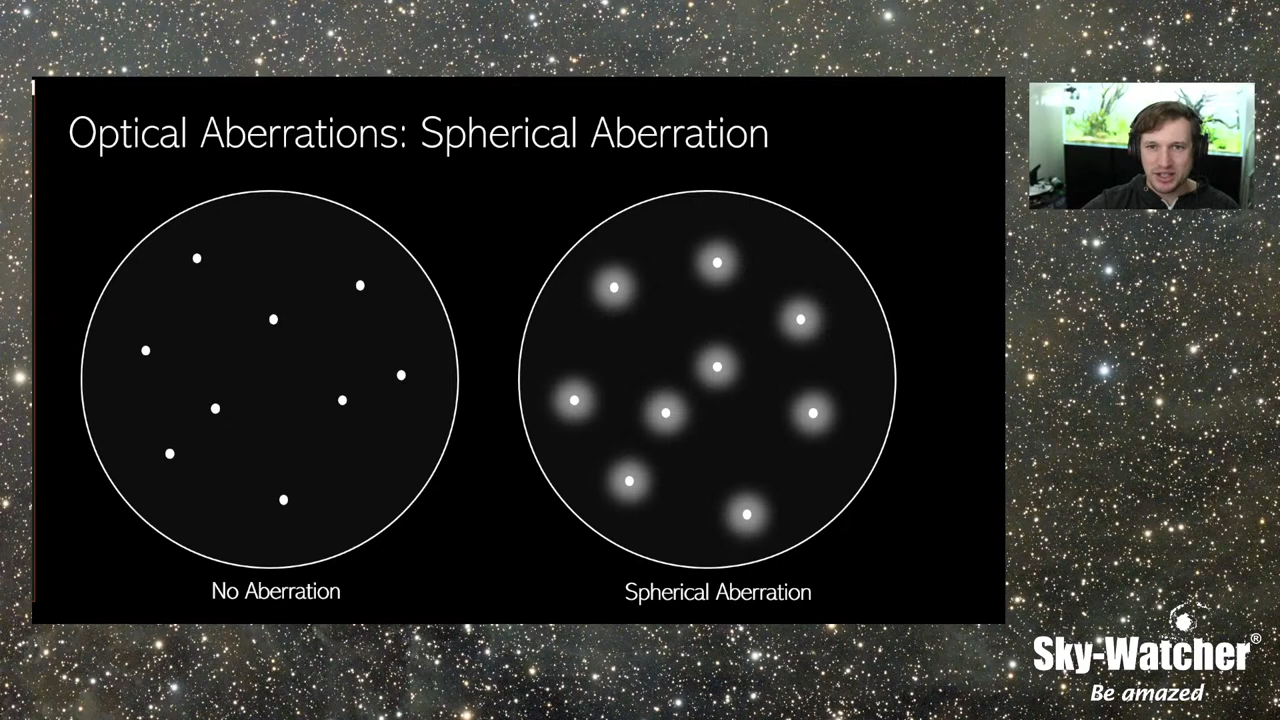 Optical Aberrations: Spherical Aberration
No Aberration
Spherical Aberration
Sky-Watcher®
Be amazed